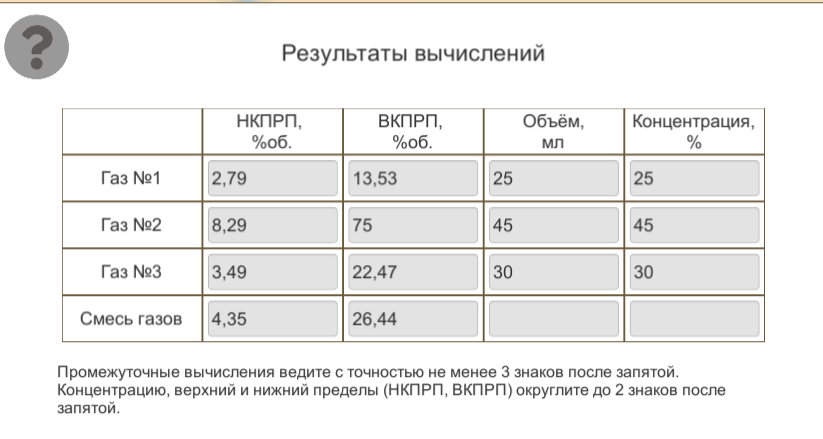 ?
Результаты вычислений
НКПРП, %об. ВКПРП, %об. Объём, мл Концентрация, %
Газ №1 2,79 13,53 25 25
Газ №2 8,29 75 45 45
Газ №3 3,49 22,47 30 30
Смесь газов 4,35 26,44
Промежуточные вычисления ведите с точностью не менее 3 знаков после запятой.
Концентрацию, верхний и нижний пределы (НКПРП, ВКПРП) округлите до 2 знаков после
запятой.